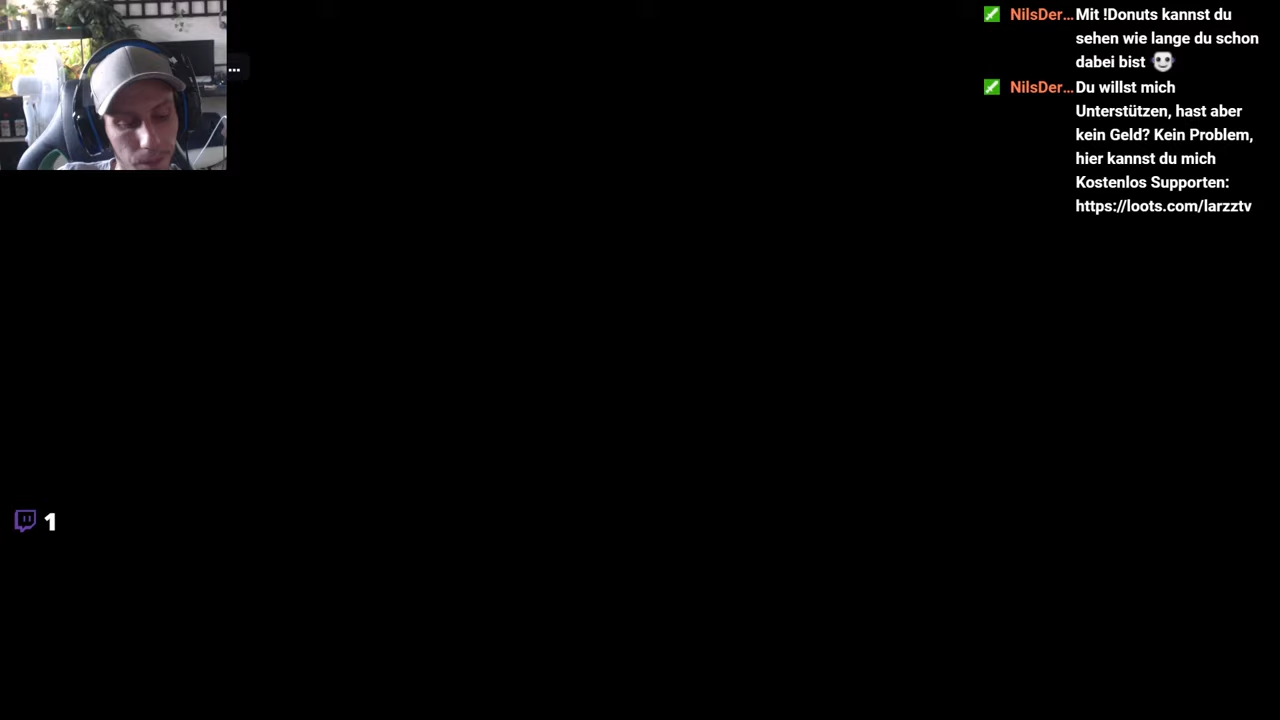 NilsDer... Mit !Donuts kannst du
sehen wie lange du schon
dabei bist
NilsDer... Du willst mich
Unterstützen, hast aber
kein Geld? Kein Problem,
hier kannst du mich
Kostenlos Supporten:
https://loots.com/larzztv
...
1